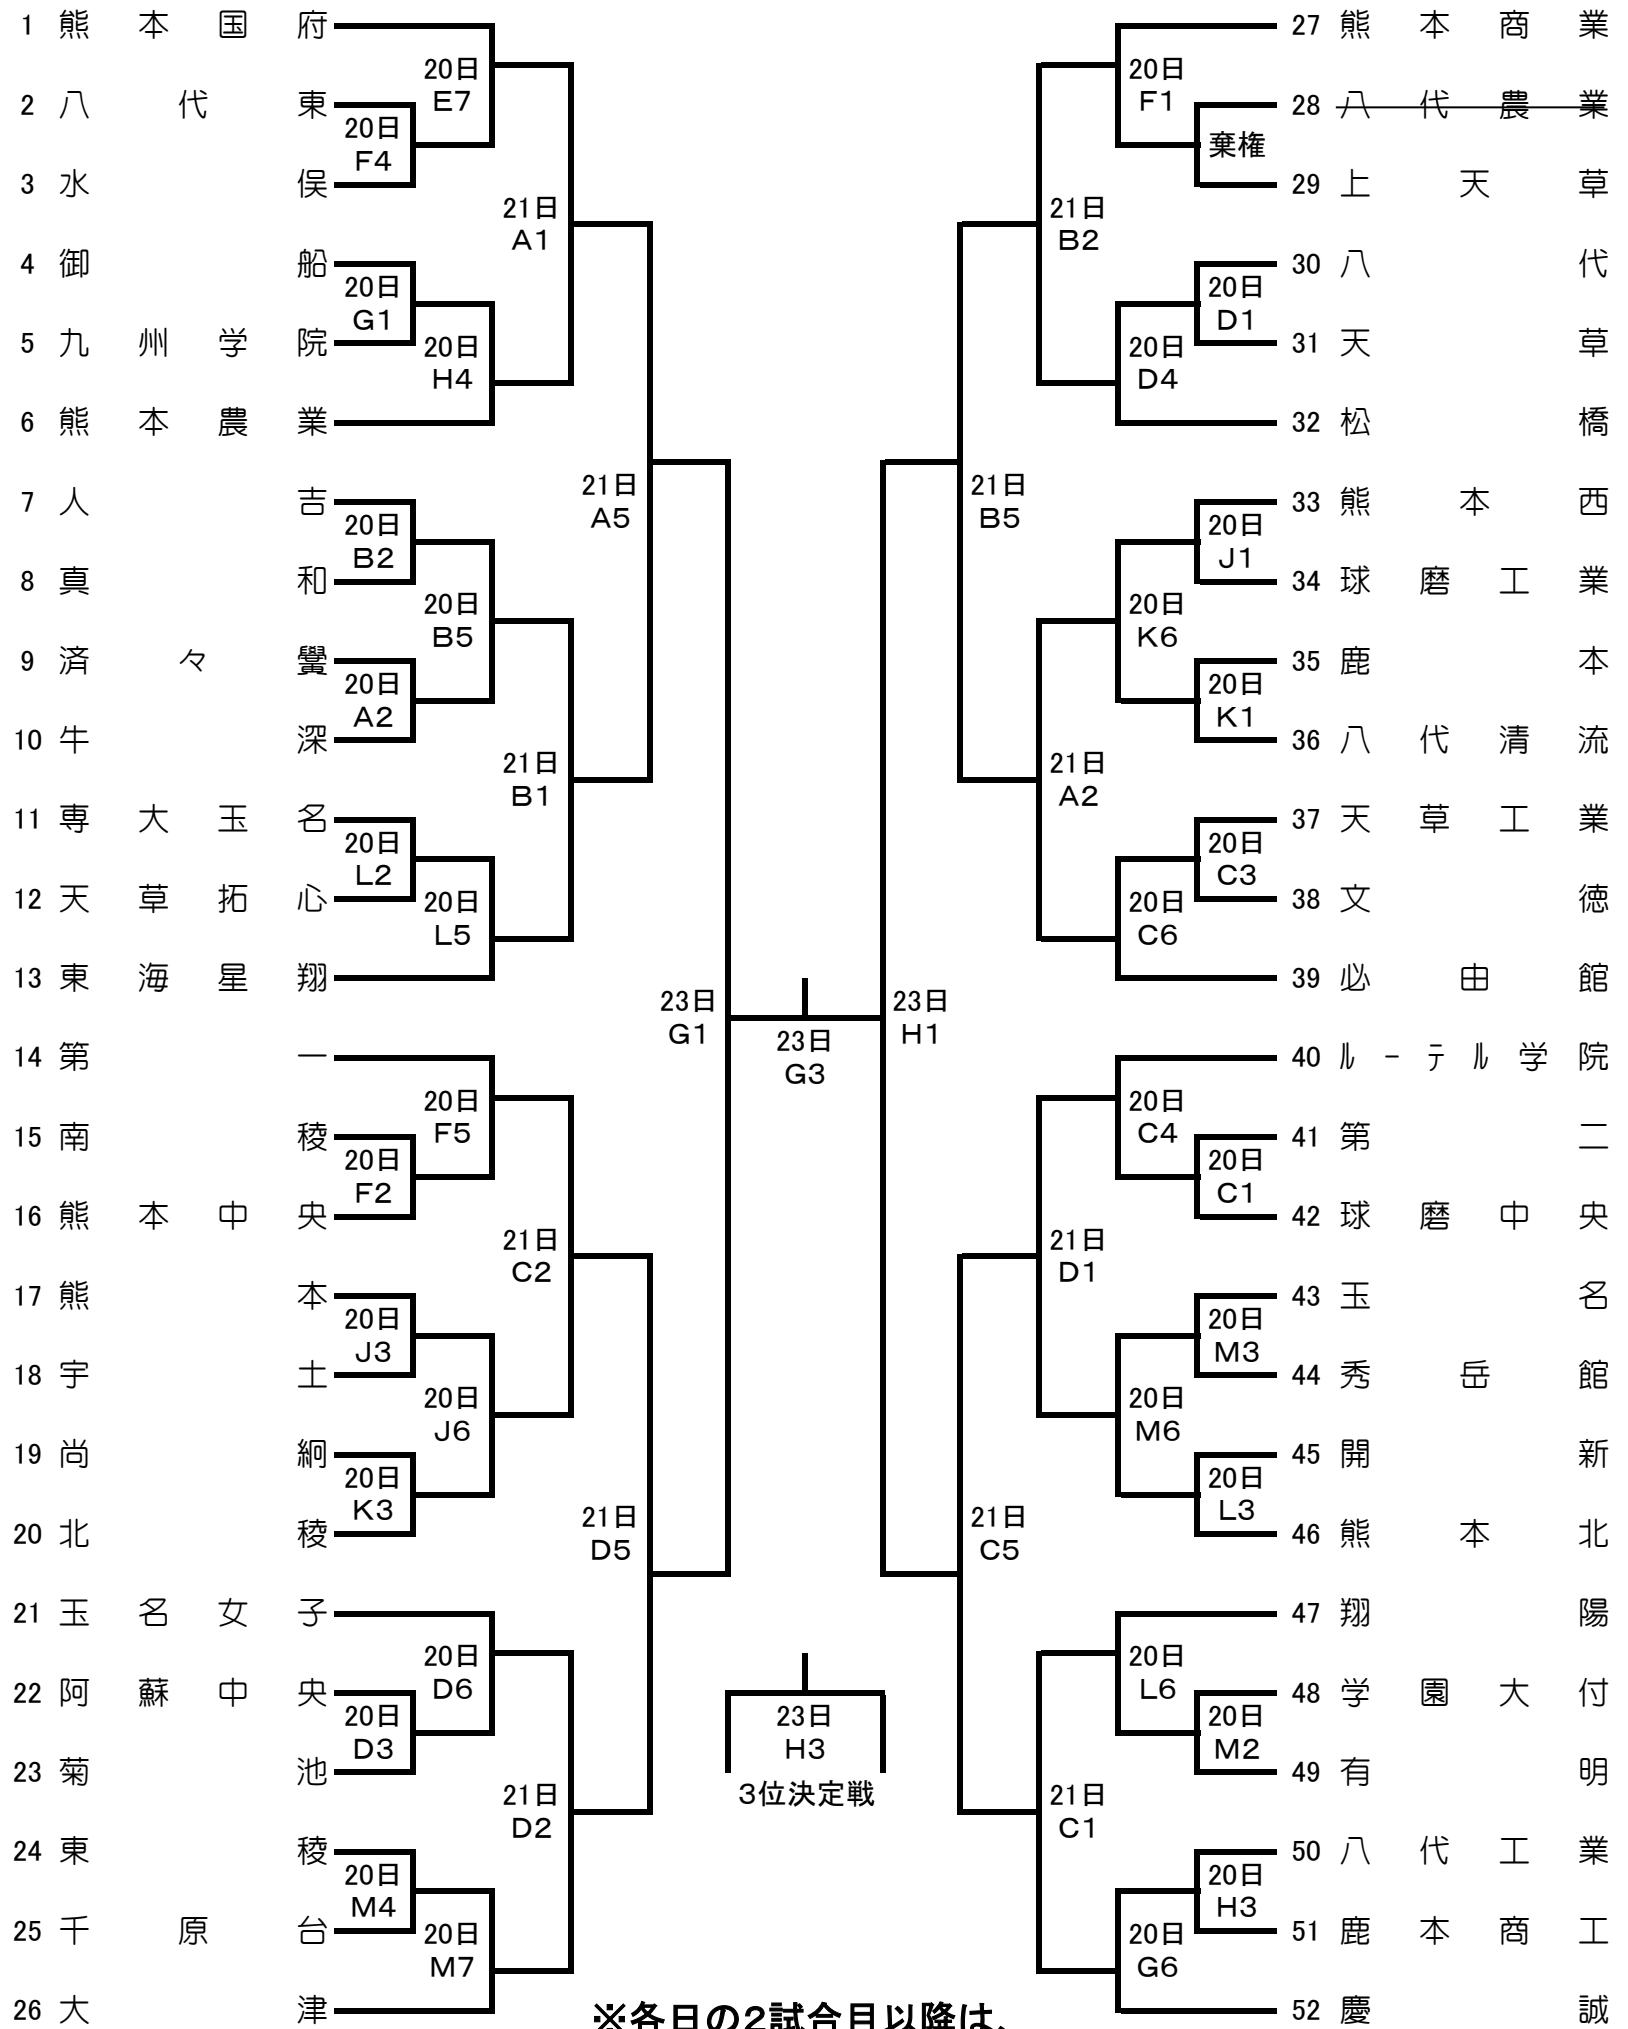 1 熊本国府
2 八代東
3 水俣
4 御船
5 九州学院
6 熊本農業
7 人吉
8 真和
9 済々黌
10 牛深
11 専大玉名
12 天草拓心
13 東海星翔
14 第一
15 南稜
16 熊本中央
17 熊本
18 宇土
19 尚絅
20 北稜
21 玉名女子
22 阿蘇中央
23 菊池
24 東稜
25 千原台
26 大津
20日
F4
20日
G1
20日
B2
20日
A2
20日
L2
20日
F2
20日
J3
20日
K3
20日
D3
20日
M4
20日
E7
20日
H4
20日
B5
20日
L5
20日
F5
20日
J6
20日
D6
20日
M7
21日
A1
21日
B1
21日
C2
21日
D2
21日
A5
21日
D5
23日
G1
23日
G3
23日
H1
23日
H3
3位決定戦
※各日の2試合目以降は、
21日
B5
21日
C5
21日
B2
21日
A2
21日
D1
21日
C1
20日
F1
20日
D4
20日
K6
20日
C6
20日
C4
20日
M6
20日
L6
20日
G6
棄権
20日
D1
20日
J1
20日
K1
20日
C3
20日
C1
20日
M3
20日
L3
20日
M2
20日
H3
27 熊本商業
28 八代農業
29 上天草
30 八代
31 天草
32 松橋
33 熊本西
34 球磨工業
35 鹿本
36 八代清流
37 天草工業
38 文徳
39 必由館
40 ﾙｰﾃﾙ学院
41 第二
42 球磨中央
43 玉名
44 秀岳館
45 開新
46 熊本北
47 翔陽
48 学園大付
49 有明
50 八代工業
51 鹿本商工
52 慶誠